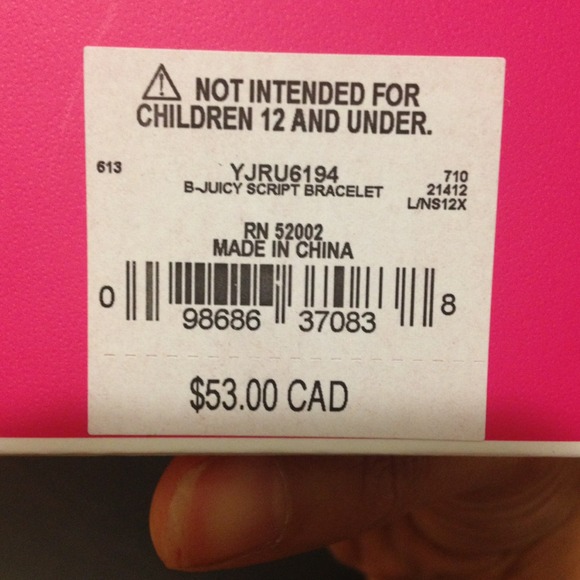 NOT INTENDED FOR
CHILDREN 12 AND UNDER.
613
YJRU6194
B-JUICY SCRIPT BRACELET
710
21412
L/NS12X
RN 52002
MADE IN CHINA
0 98686 37083 8
$53.00 CAD